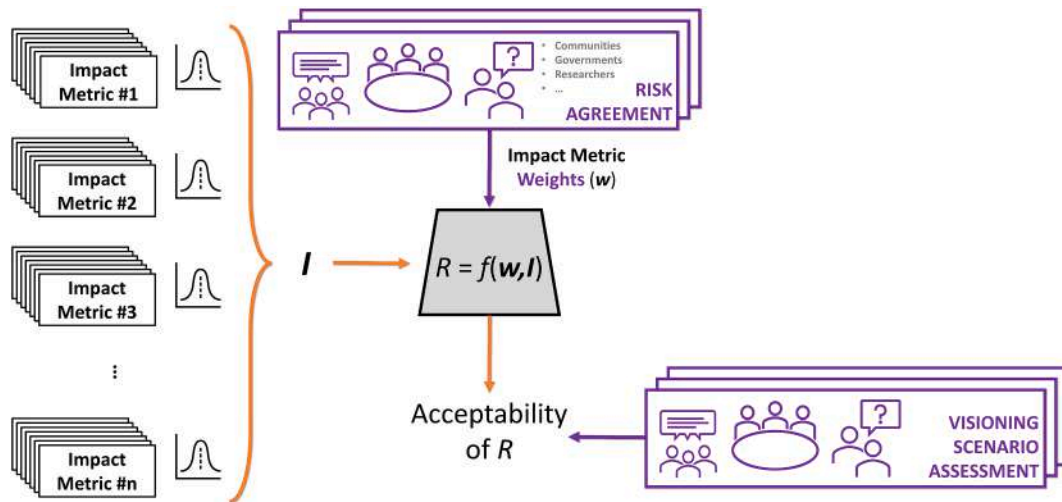 Impact
Metric #1
Impact
Metric #2
Impact
Metric #3
...
Impact
Metric #n
I
• Communities
• Governments
• Researchers
• ...
?
RISK
AGREEMENT
Impact Metric
Weights (w)
R = f(w,I)
Acceptability
of R
?
VISIONING
SCENARIO
ASSESSMENT